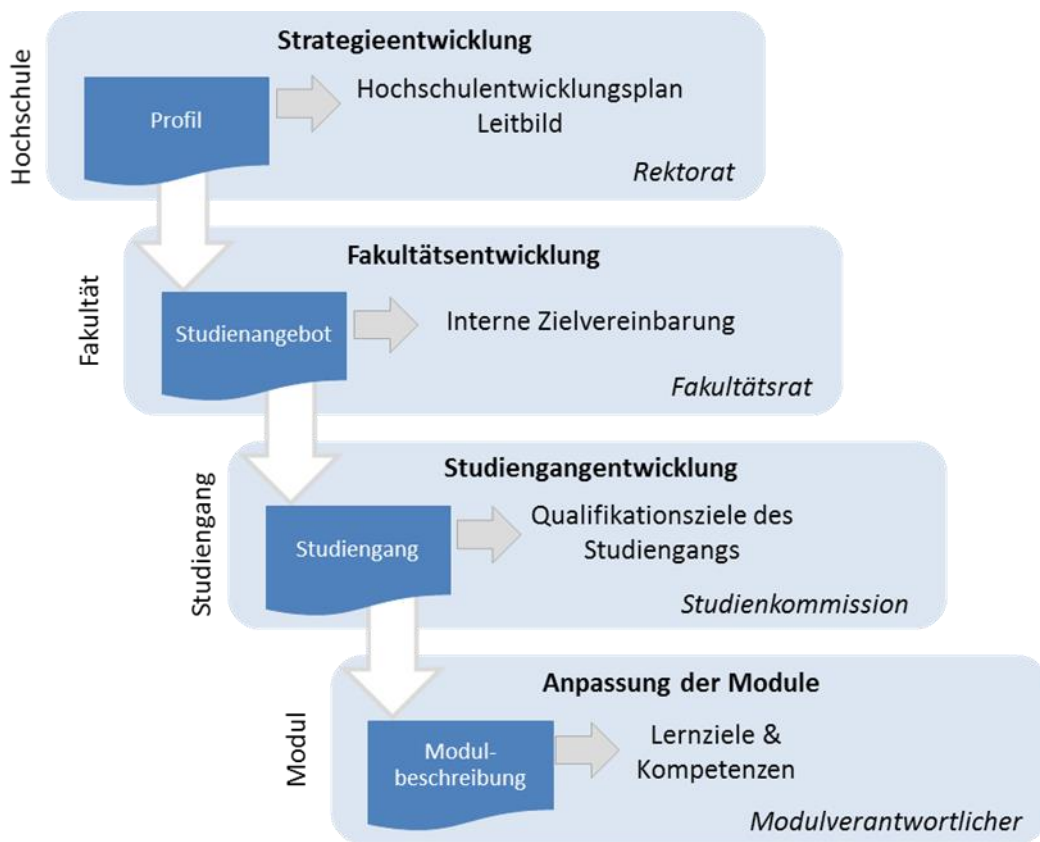 Hochschule
Strategieentwicklung
Profil
Hochschulentwicklungsplan
Leitbild
Rektorat
Fakultät
Fakultätsentwicklung
Studienangebot
Interne Zielvereinbarung
Fakultätsrat
Studiengang
Studiengangentwicklung
Studiengang
Qualifikationsziele des
Studiengangs
Studienkommission
Modul
Anpassung der Module
Modul-
beschreibung
Lernziele &
Kompetenzen
Modulverantwortlicher